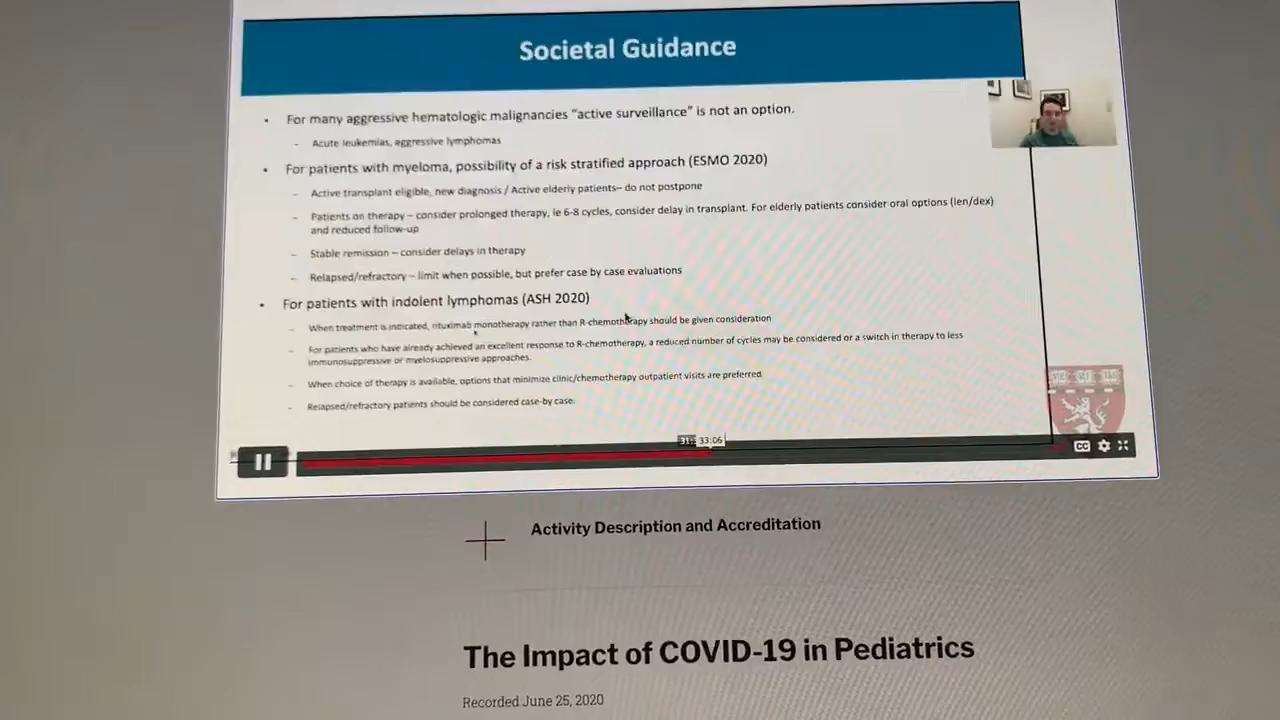 Societal Guidance
• For many aggressive hematologic malignancies “active surveillance” is not an option.
– Acute leukemias, aggressive lymphomas
• For patients with myeloma, possibility of a risk stratified approach (ESMO 2020)
– Active transplant eligible, new diagnosis / Active elderly patients– do not postpone
– Patients on therapy – consider prolonged therapy, ie 6-8 cycles, consider delay in transplant. For elderly patients consider oral options (len/dex)
and reduced follow-up
– Stable remission – consider delays in therapy
– Relapsed/refractory – limit when possible, but prefer case by case evaluations
• For patients with indolent lymphomas (ASH 2020)
– When treatment is indicated, rituximab monotherapy rather than R-chemotherapy should be given consideration
– For patients who have already achieved an excellent response to R-chemotherapy, a reduced number of cycles may be considered or a switch in therapy to less
immunosuppressive or myelosuppressive approaches.
– When choice of therapy is available, options that minimize clinic/chemotherapy outpatient visits are preferred
– Relapsed/refractory patients should be considered case-by case.
33:06
CC
Activity Description and Accreditation
The Impact of COVID-19 in Pediatrics
Recorded June 25, 2020